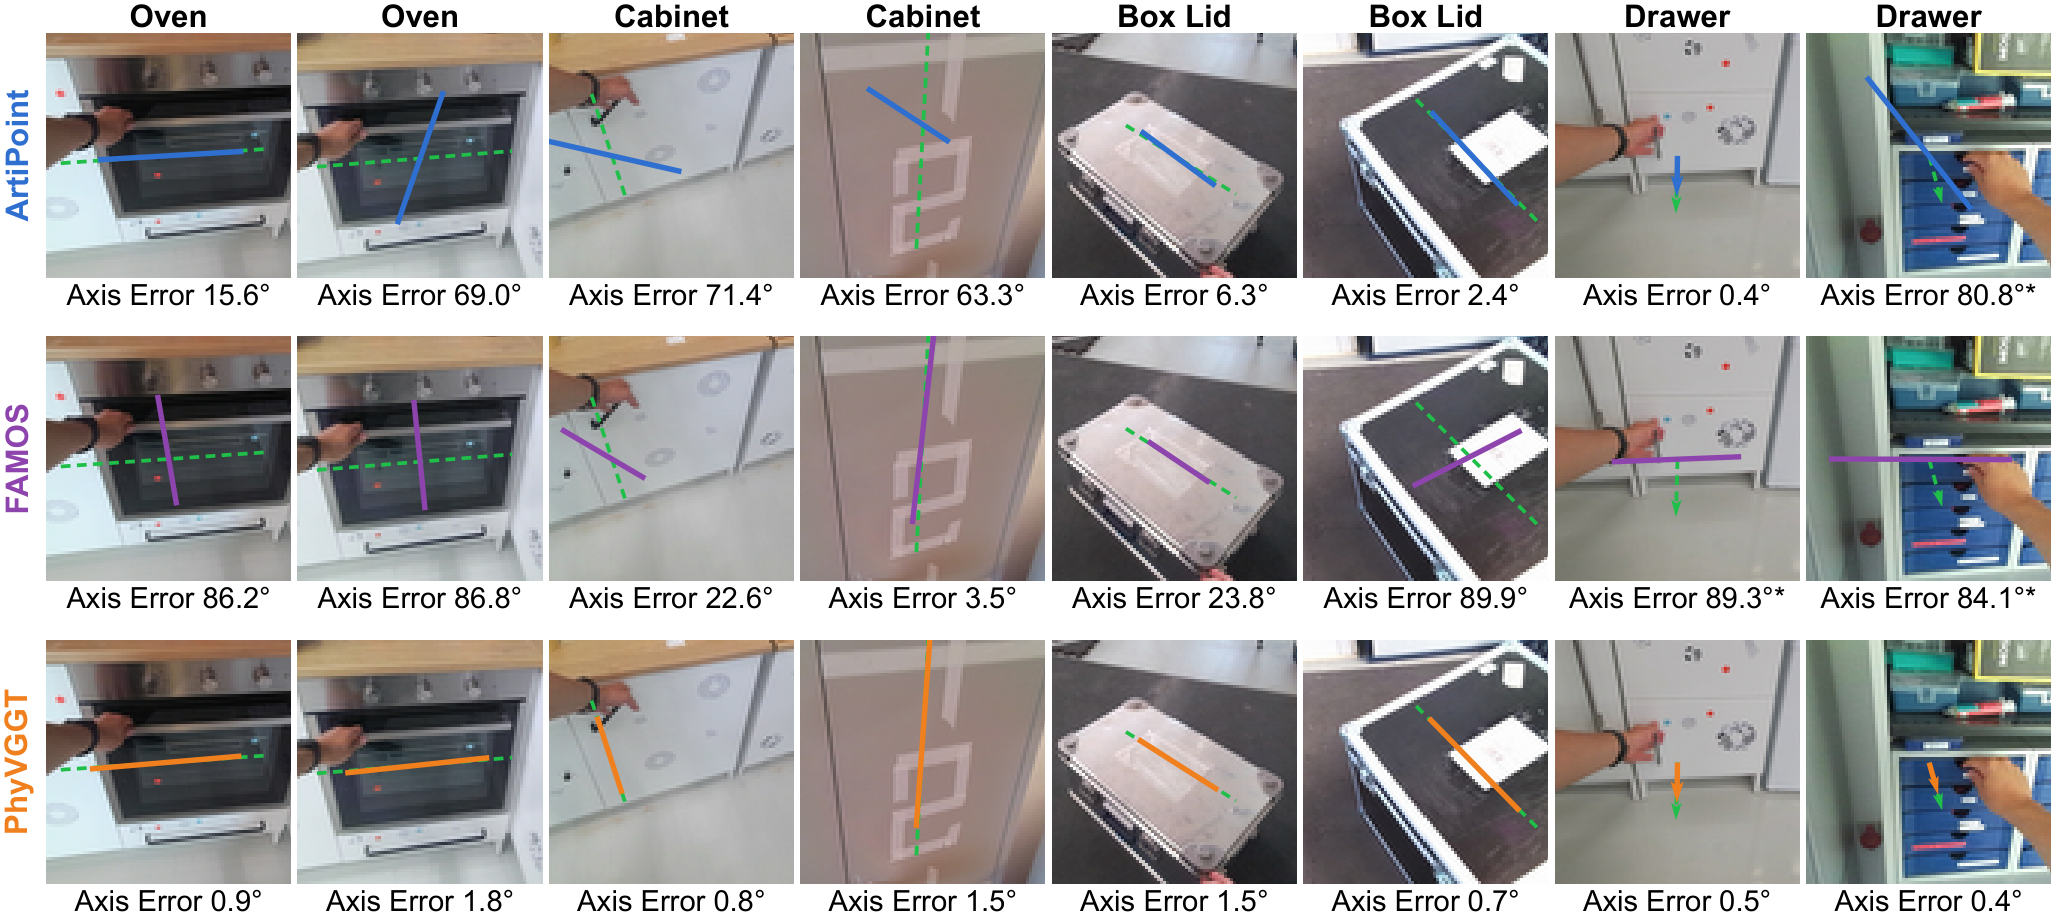 Oven Oven Cabinet Cabinet Box Lid Box Lid Drawer Drawer
ArtiPoint
Axis Error 15.6° Axis Error 69.0° Axis Error 71.4° Axis Error 63.3° Axis Error 6.3° Axis Error 2.4° Axis Error 0.4° Axis Error 80.8°*
FAMOS
Axis Error 86.2° Axis Error 86.8° Axis Error 22.6° Axis Error 3.5° Axis Error 23.8° Axis Error 89.9° Axis Error 89.3°* Axis Error 84.1°*
PhyVGGT
Axis Error 0.9° Axis Error 1.8° Axis Error 0.8° Axis Error 1.5° Axis Error 1.5° Axis Error 0.7° Axis Error 0.5° Axis Error 0.4°